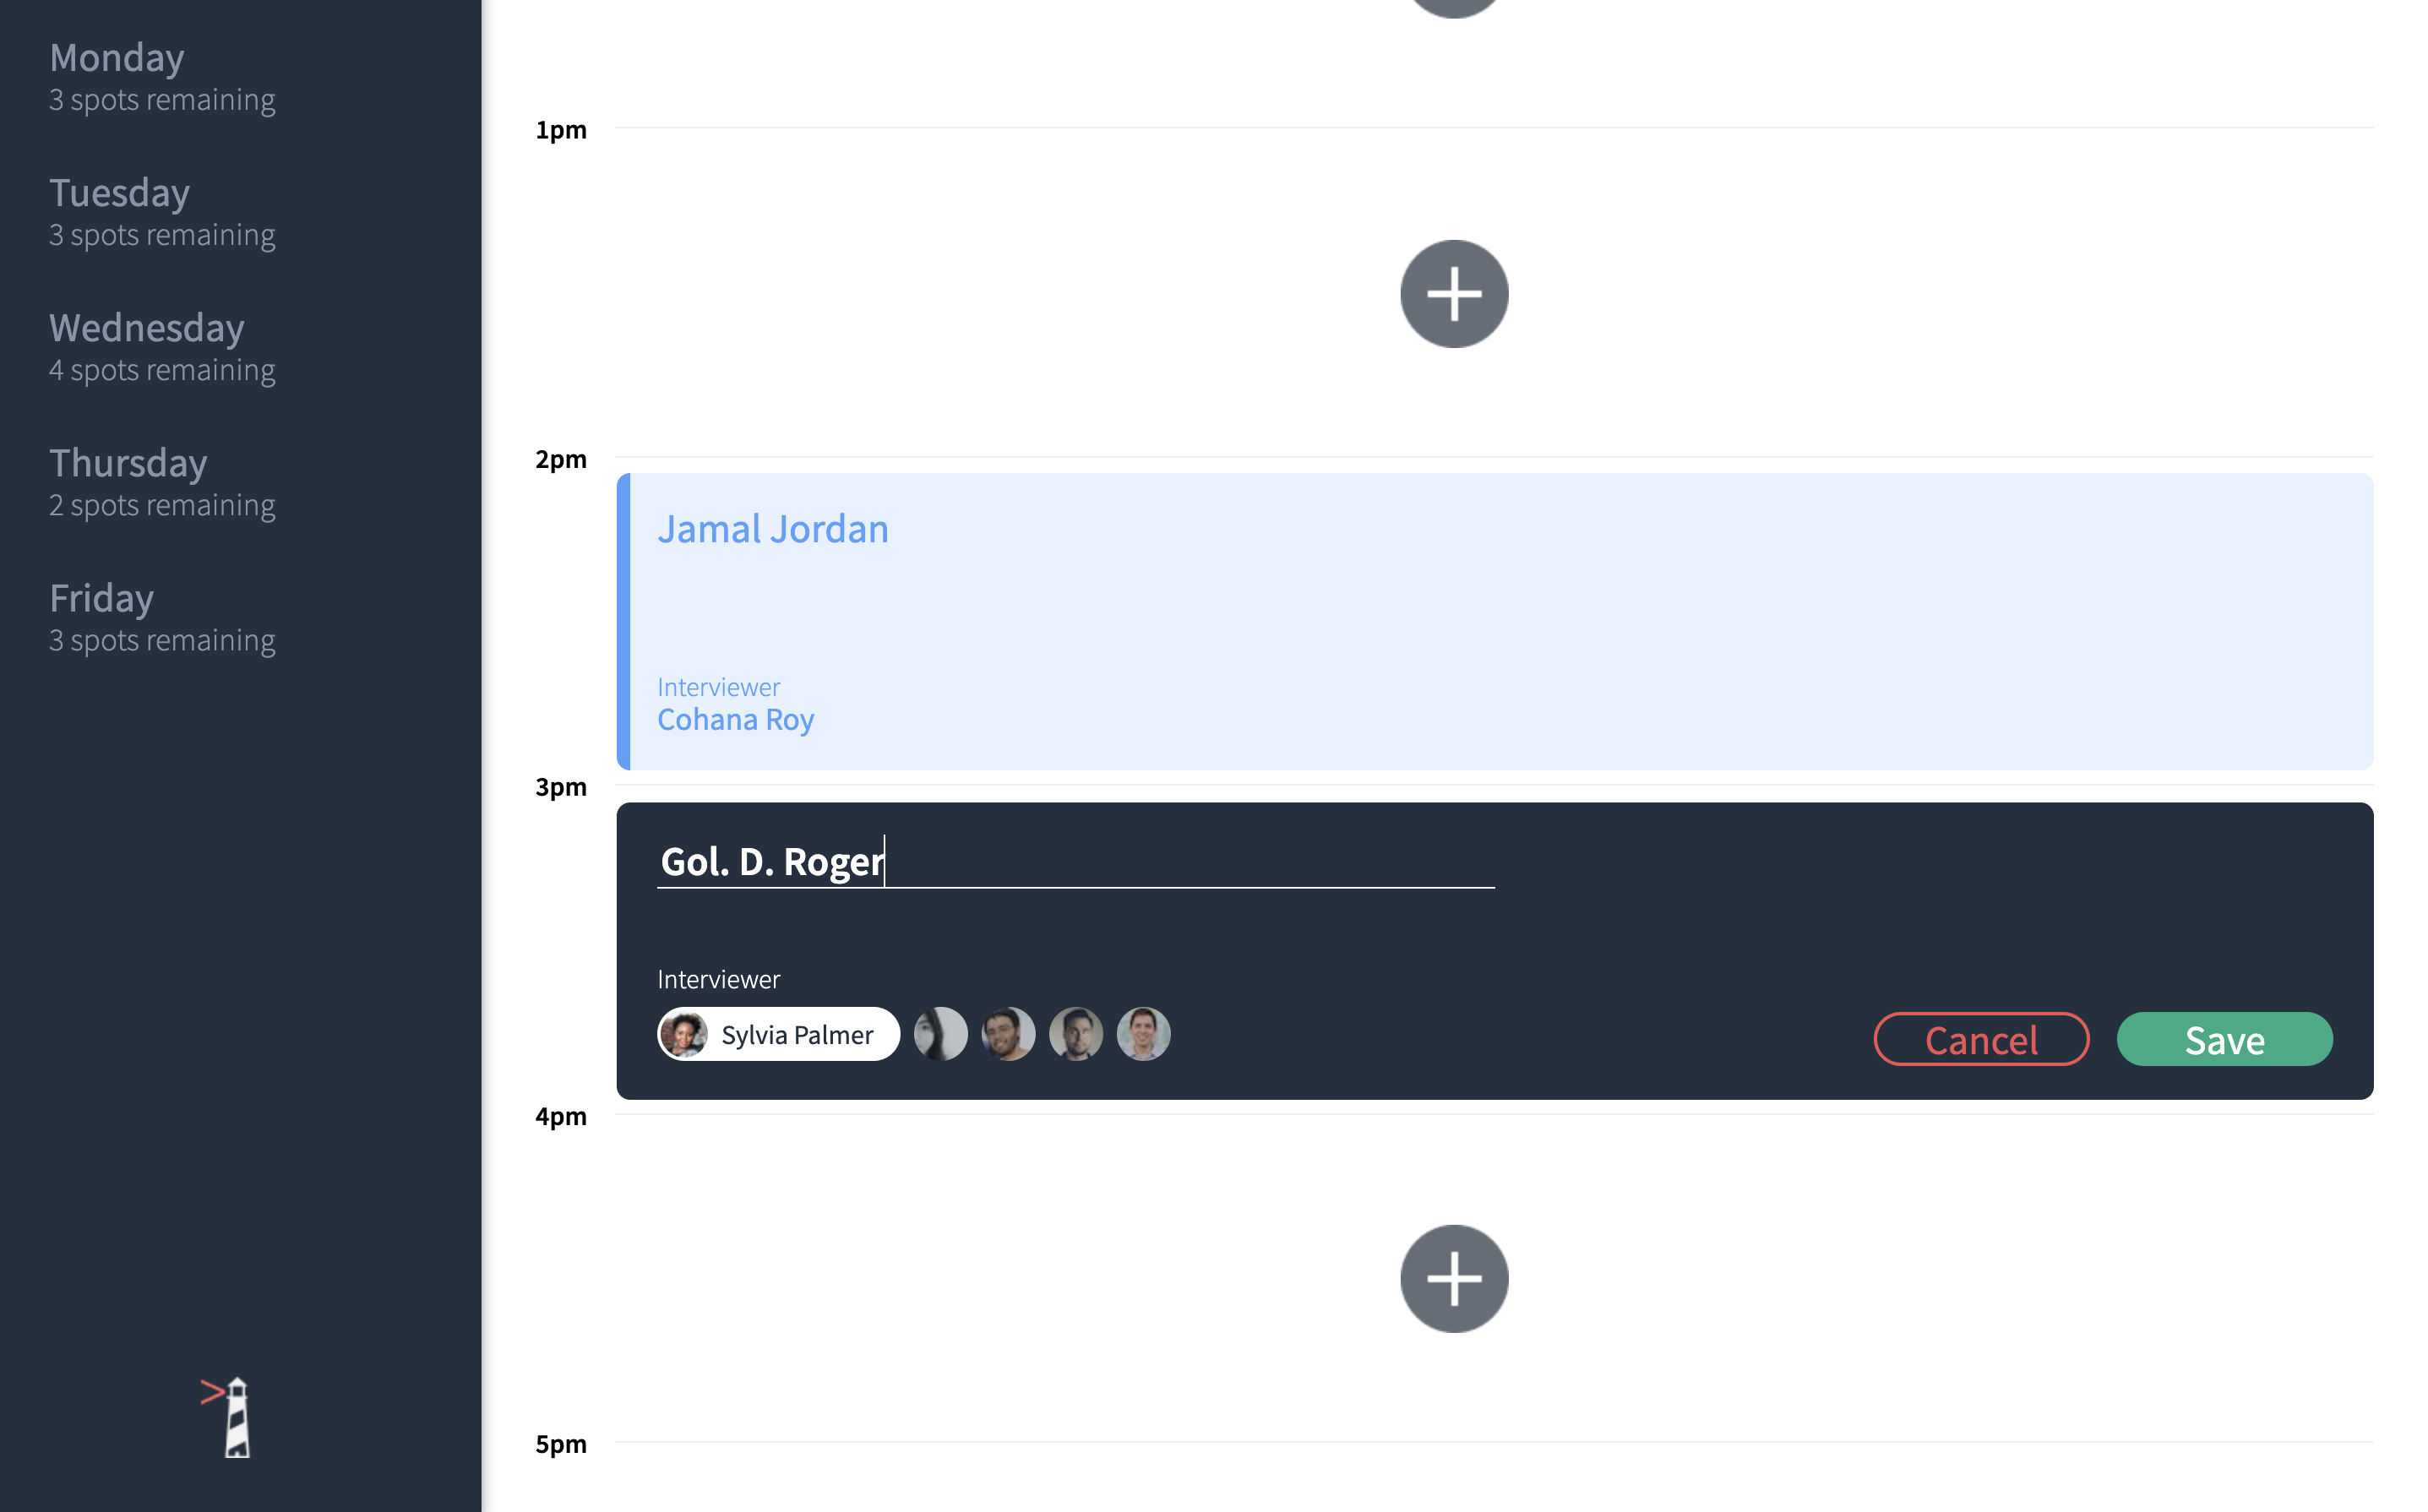 Monday
3 spots remaining
Tuesday
3 spots remaining
Wednesday
4 spots remaining
Thursday
2 spots remaining
Friday
3 spots remaining
1pm
2pm
Jamal Jordan
Interviewer
Cohana Roy
3pm
Gol. D. Roger
Interviewer
Sylvia Palmer
Cancel
Save
4pm
5pm